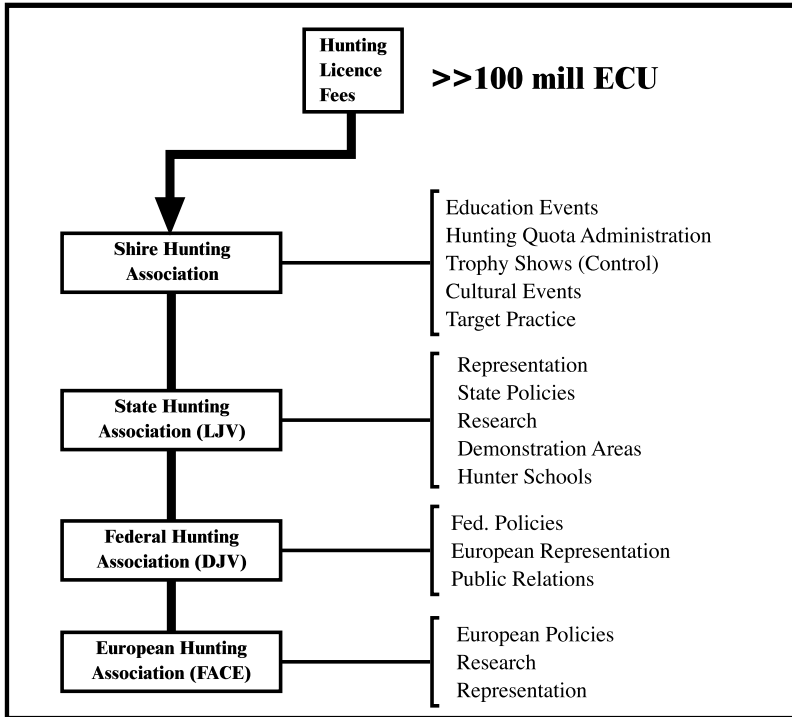 Hunting
Licence
Fees
>>100 mill ECU
Shire Hunting
Association
Education Events
Hunting Quota Administration
Trophy Shows (Control)
Cultural Events
Target Practice
State Hunting
Association (LJV)
Representation
State Policies
Research
Demonstration Areas
Hunter Schools
Federal Hunting
Association (DJV)
Fed. Policies
European Representation
Public Relations
European Hunting
Association (FACE)
European Policies
Research
Representation